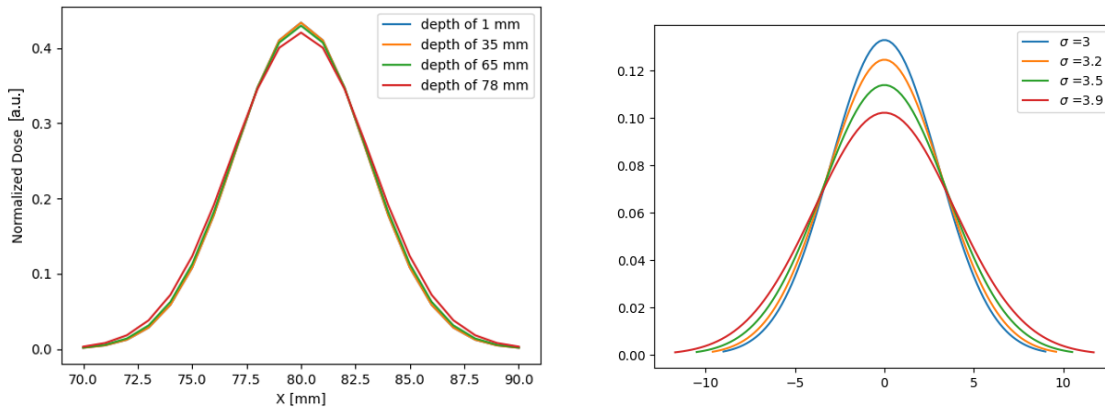 Normalized Dose [a.u.]
0.4
0.3
0.2
0.1
0.0
depth of 1 mm
depth of 35 mm
depth of 65 mm
depth of 78 mm
70.0 72.5 75.0 77.5 80.0 82.5 85.0 87.5 90.0
X [mm]
0.12
0.10
0.08
0.06
0.04
0.02
0.00
σ =3
σ =3.2
σ =3.5
σ =3.9
−10 −5 0 5 10